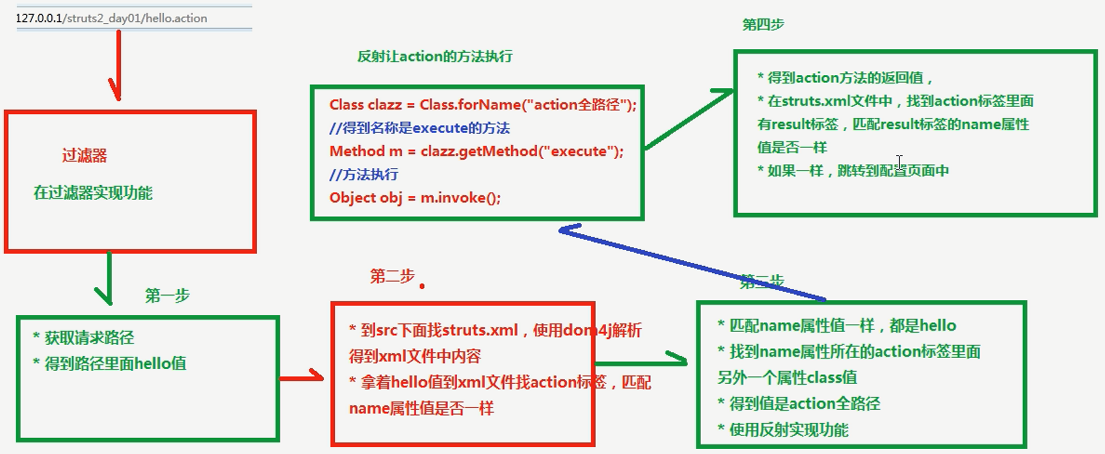 127.0.0.1/struts2_day01/hello.action
过滤器
在过滤器实现功能
第一步
* 获取请求路径
* 得到路径里面hello值
第二步
* 到src下面找struts.xml，使用dom4j解析
得到xml文件中内容
* 拿着hello值到xml文件找action标签，匹配
name属性值是否一样
第三步
* 匹配name属性值一样，都是hello
* 找到name属性所在的action标签里面
另外一个属性class值
* 得到值是action全路径
* 使用反射实现功能
反射让action的方法执行
Class clazz = Class.forName("action全路径");
//得到名称是execute的方法
Method m = clazz.getMethod("execute");
//方法执行
Object obj = m.invoke();
第四步
* 得到action方法的返回值，
* 在struts.xml文件中，找到action标签里面
有result标签，匹配result标签的name属性
值是否一样
* 如果一样，跳转到配置页面中